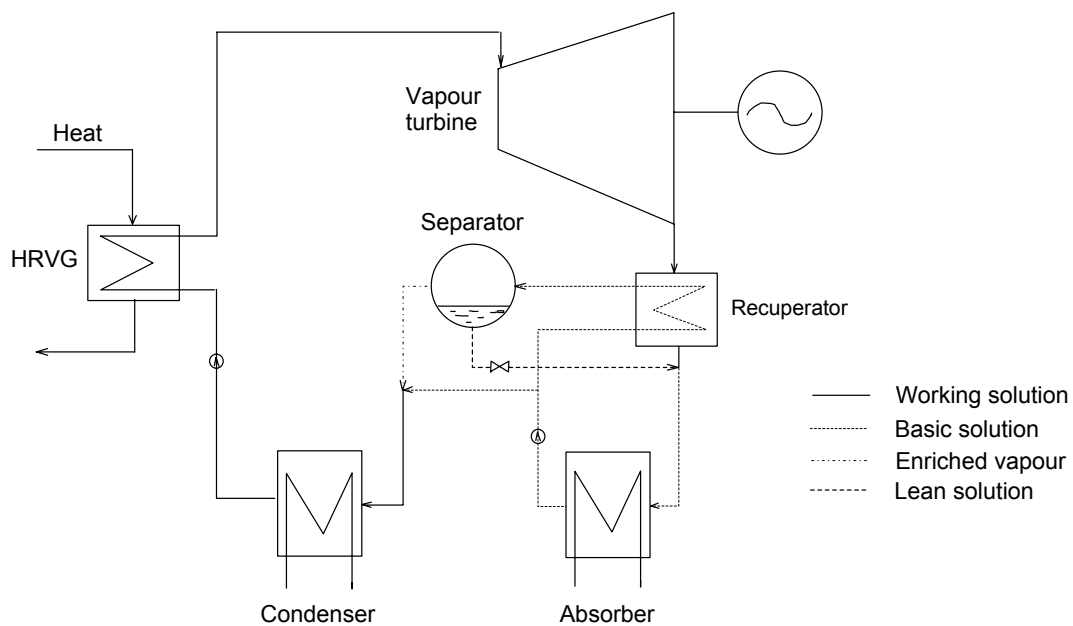 Vapour
turbine
Heat
Separator
HRVG
Recuperator
Working solution
Basic solution
Enriched vapour
Lean solution
Condenser
Absorber